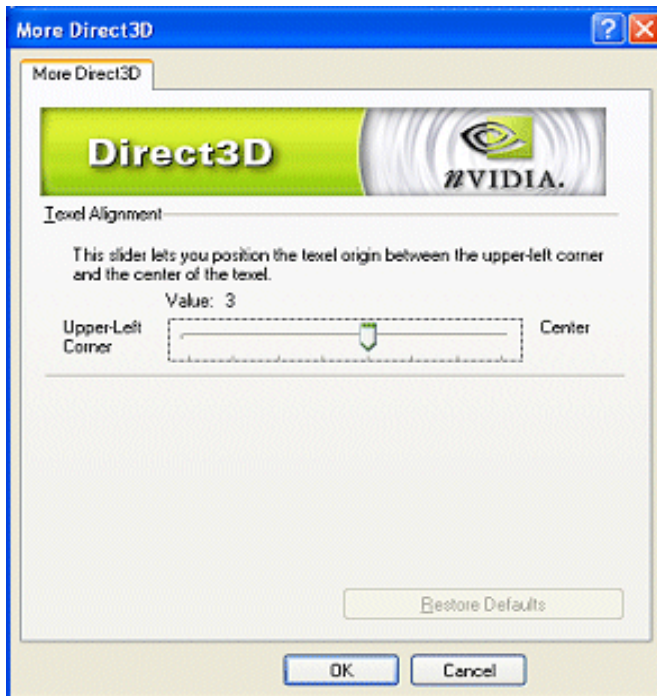 More Direct3D
More Direct3D
Direct3D
nVIDIA.
Texel Alignment
This slider lets you position the texel origin between the upper-left corner
and the center of the texel.
Value: 3
Upper-Left
Corner
Center
Restore Defaults
OK
Cancel